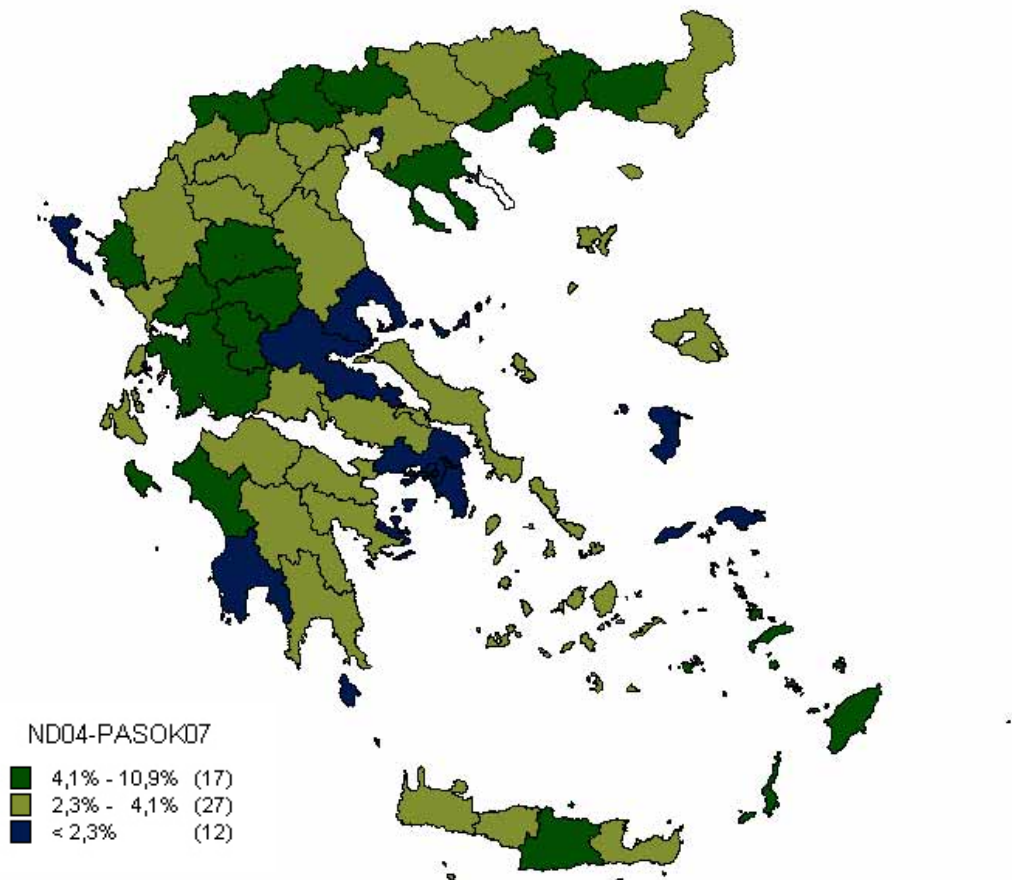 ND04-PASOK07
4,1% - 10,9% (17)
2,3% - 4,1% (27)
< 2,3% (12)